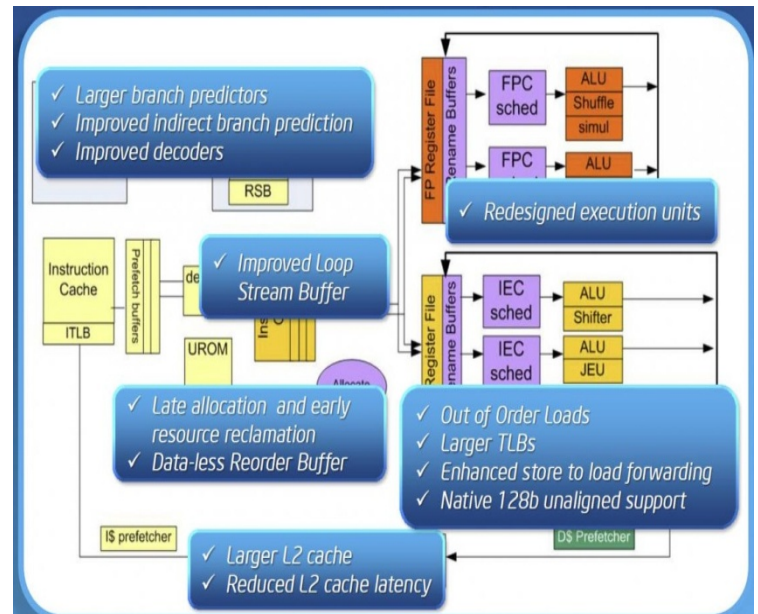 ✓ Larger branch predictors
✓ Improved indirect branch prediction
✓ Improved decoders
RSB
FP Register File
Rename Buffers
FPC
sched
ALU
Shuffle
simul
FPC
ALU
✓ Redesigned execution units
Instruction
Cache
ITLB
Prefetch buffers
✓ Improved Loop
Stream Buffer
UROM
Register File
Rename Buffers
IEC
sched
ALU
Shifter
IEC
sched
ALU
JEU
Allocate
✓ Late allocation and early
resource reclamation
✓ Data-less Reorder Buffer
✓ Out of Order Loads
✓ Larger TLBs
✓ Enhanced store to load forwarding
✓ Native 128b unaligned support
I$ prefetcher
✓ Larger L2 cache
✓ Reduced L2 cache latency
D$ Prefetcher